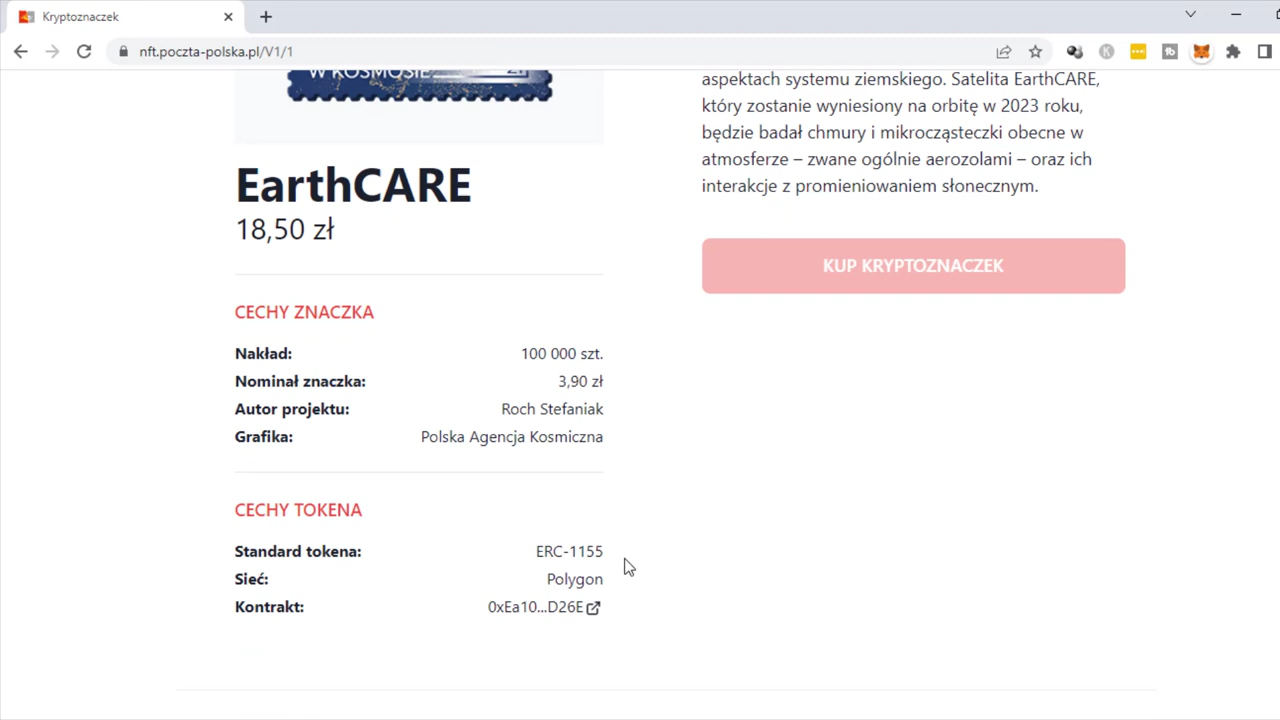 Kryptoznaczek
nft.poczta-polska.pl/V1/1
W KOSMOSIE
EarthCARE
18,50 zł
CECHY ZNACZKA
Nakład: 100 000 szt.
Nominał znaczka: 3,90 zł
Autor projektu: Roch Stefaniak
Grafika: Polska Agencja Kosmiczna
CECHY TOKENA
Standard tokena: ERC-1155
Sieć: Polygon
Kontrakt: 0xEa10...D26E
aspektach systemu ziemskiego. Satelita EarthCARE,
który zostanie wyniesiony na orbitę w 2023 roku,
będzie badał chmury i mikrocząsteczki obecne w
atmosferze – zwane ogólnie aerozolami – oraz ich
interakcje z promieniowaniem słonecznym.
KUP KRYPTOZNACZEK